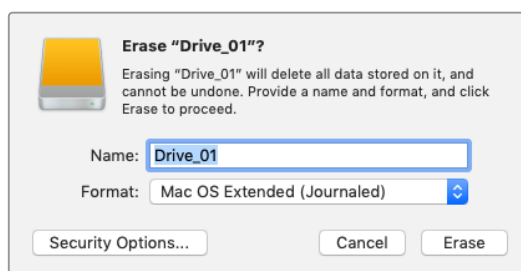 Erase “Drive_01”?
Erasing “Drive_01” will delete all data stored on it, and
cannot be undone. Provide a name and format, and click
Erase to proceed.
Name: Drive_01
Format: Mac OS Extended (Journaled)
Security Options... Cancel Erase